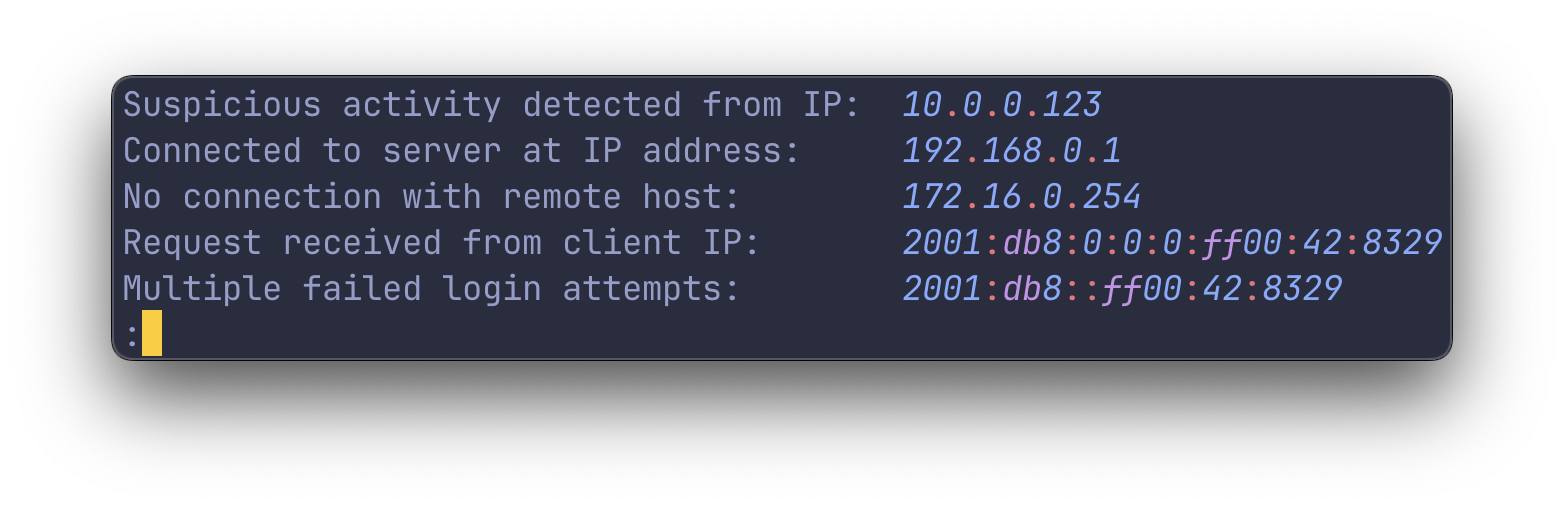 Suspicious activity detected from IP:  10.0.0.123
Connected to server at IP address:     192.168.0.1
No connection with remote host:        172.16.0.254
Request received from client IP:       2001:db8:0:0:0:ff00:42:8329
Multiple failed login attempts:        2001:db8::ff00:42:8329
: